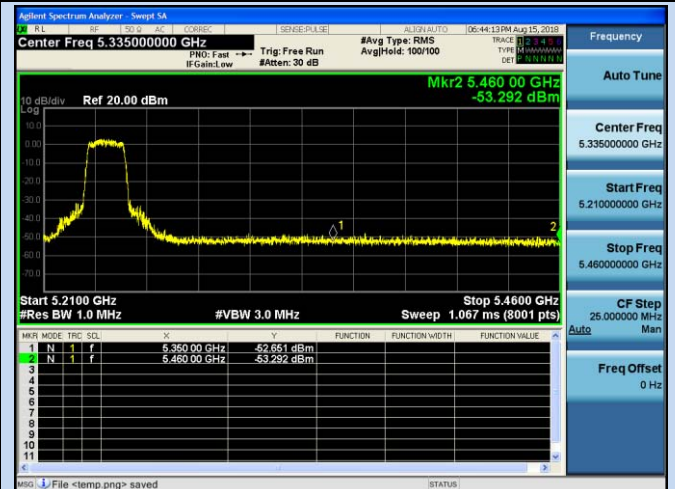 Agilent Spectrum Analyzer - Swept SA
RL RF 50 Ω AC CORREC SENSE:PULSE ALIGN AUTO 06:44:13 PM Aug 15, 2018
Center Freq 5.335000000 GHz
PNO: Fast
IFGain:Low
Trig: Free Run
#Atten: 30 dB
#Avg Type: RMS
Avg|Hold: 100/100
TRACE 1 2 3 4 5 6
TYPE M
DET P N N N N N
Mkr2 5.460 00 GHz
-53.292 dBm
10 dB/div Ref 20.00 dBm
Log
10.0
0.00
-10.0
-20.0
-30.0
-40.0
-50.0
-60.0
-70.0
1
2
Start 5.2100 GHz Stop 5.4600 GHz
#Res BW 1.0 MHz #VBW 3.0 MHz Sweep 1.067 ms (8001 pts)
MKR MODE TRC SCL X Y FUNCTION FUNCTION WIDTH FUNCTION VALUE
1 N 1 f 5.350 00 GHz -52.651 dBm
2 N 1 f 5.460 00 GHz -53.292 dBm
3
4
5
6
7
8
9
10
11
MSG File <temp.png> saved STATUS
Frequency
Auto Tune
Center Freq
5.335000000 GHz
Start Freq
5.210000000 GHz
Stop Freq
5.460000000 GHz
CF Step
25.000000 MHz
Auto Man
Freq Offset
0 Hz